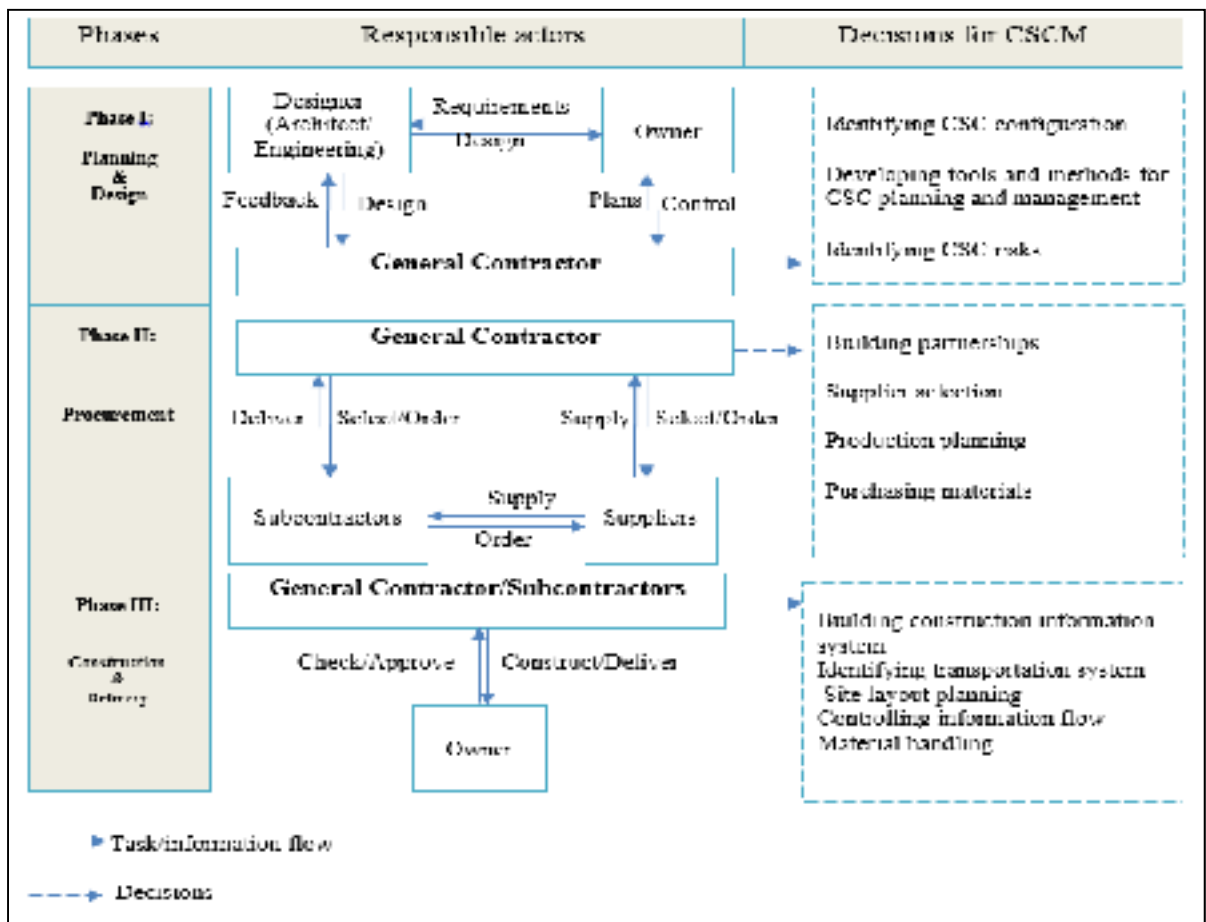 Phases
Responsible actors
Decisions for CSCM
Phase I:
Planning
&
Design
Designer
(Architect/
Engineering)
Requirements
Design
Owner
Feedback
Design
Plans
Control
General Contractor
Identifying CSC configuration
Developing tools and methods for
CSC planning and management
Identifying CSC risks
Phase II:
Procurement
General Contractor
Deliver
Select/Order
Supply
Select/Order
Subcontractors
Supply
Order
Suppliers
Building partnerships
Supplier selection
Production planning
Purchasing materials
Phase III:
Construction
&
Delivery
General Contractor/Subcontractors
Check/Approve
Construct/Deliver
Owner
Building construction information
system
Identifying transportation system
Site layout planning
Controlling information flow
Material handling
Task/information flow
Decisions